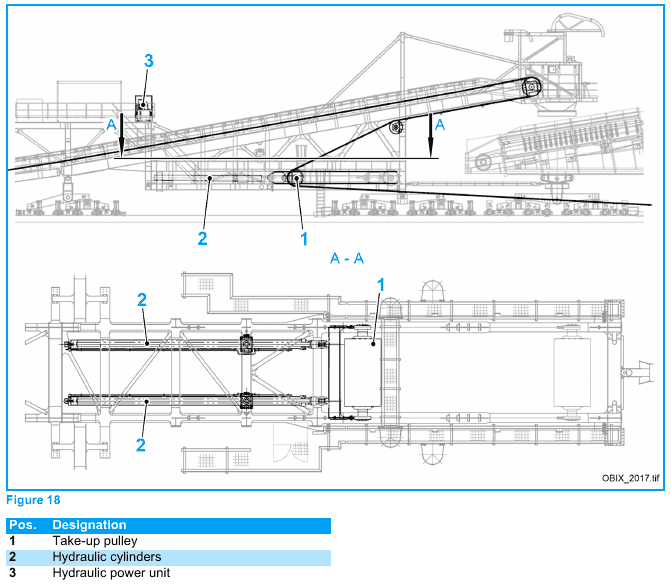 3
A
A
2
1
A - A
1
2
2
OBIX_2017.tif
Figure 18
Pos. Designation
1 Take-up pulley
2 Hydraulic cylinders
3 Hydraulic power unit